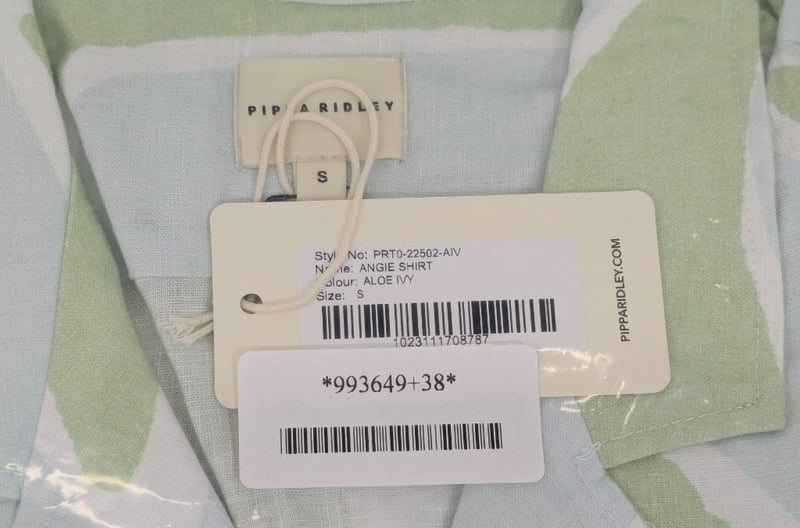 PIPPA RIDLEY
S
Style No: PRT0-22502-AIV
Name: ANGIE SHIRT
Colour: ALOE IVY
Size: S
1023111708787
PIPPARIDLEY.COM
*993649+38*